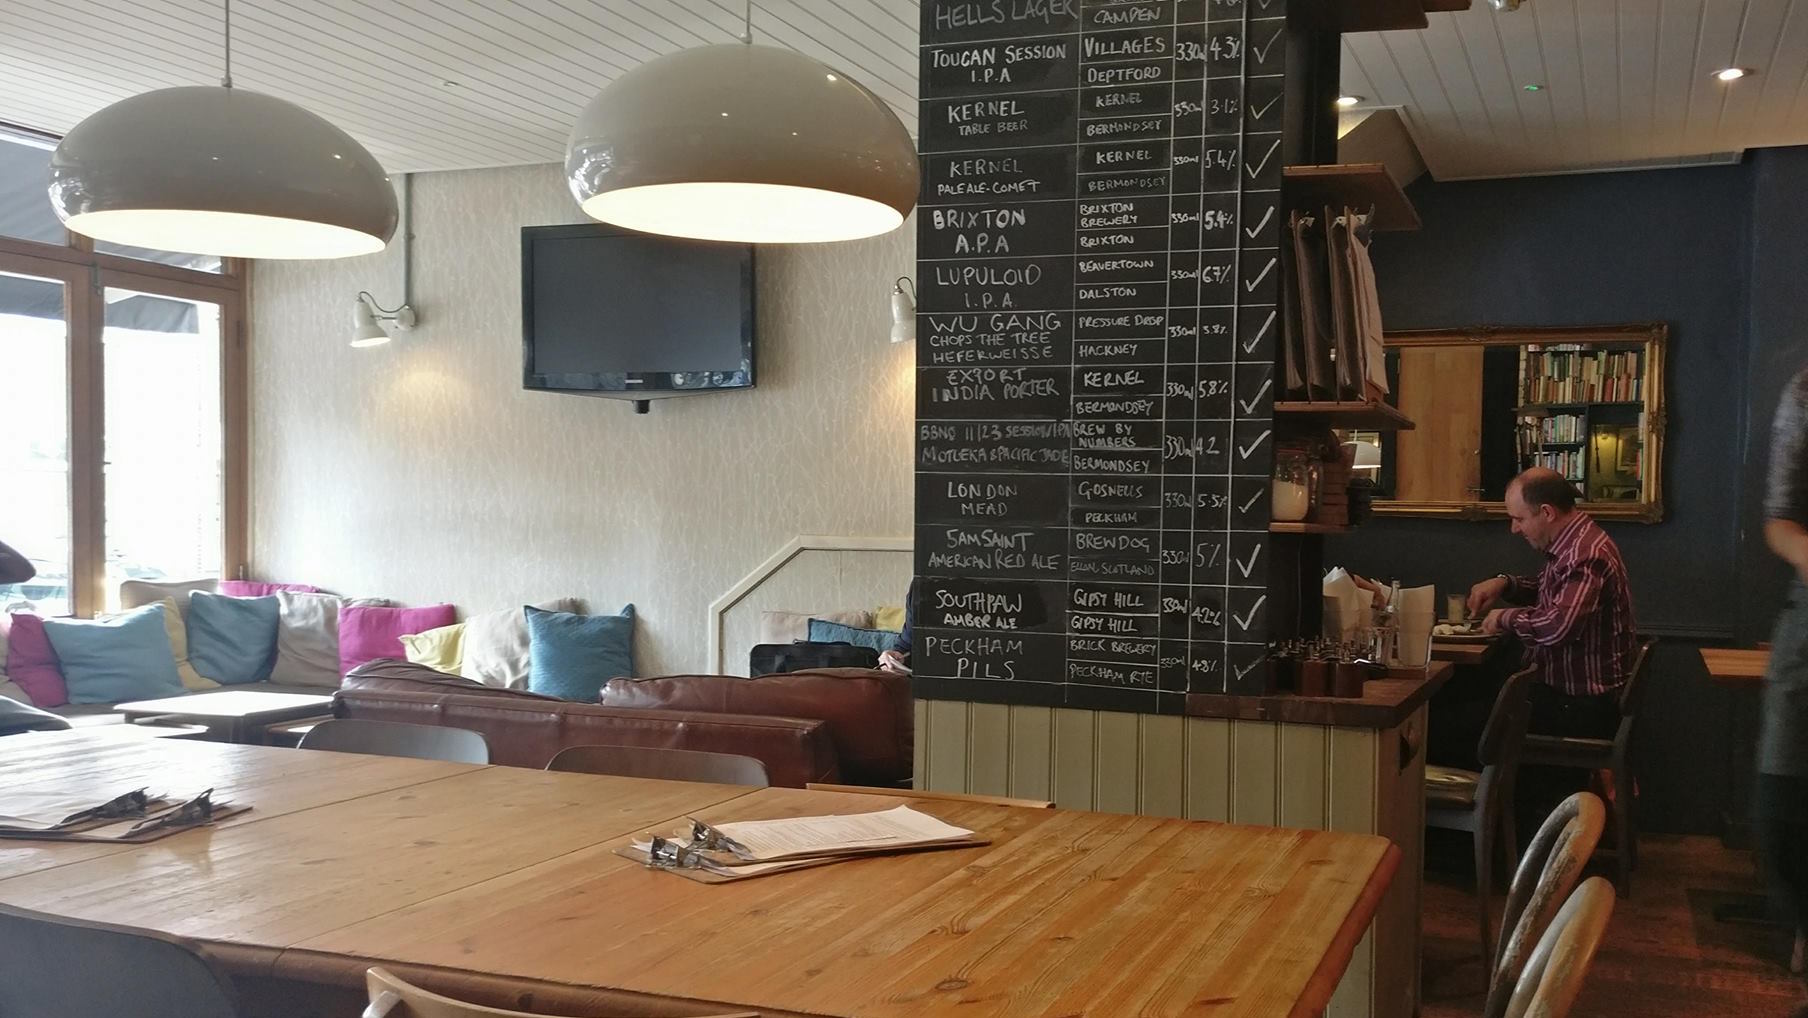 HELLS LAGER CAMDEN
TOUCAN SESSION I.P.A VILLAGES DEPTFORD 330ml 4.3% ✓
KERNEL TABLE BEER KERNEL BERMONDSEY 330ml 3.1% ✓
KERNEL PALE ALE-COMET KERNEL BERMONDSEY 330ml 5.4% ✓
BRIXTON A.P.A BRIXTON BREWERY BRIXTON 330ml 5.4% ✓
LUPULOID I.P.A. BEAVERTOWN DALSTON 330ml 6.7% ✓
WU GANG CHOPS THE TREE HEFERWEISSE PRESSURE DROP HACKNEY 330ml 3.8% ✓
EXPORT INDIA PORTER KERNEL BERMONDSEY 330ml 5.8% ✓
BBNO 11|23 SESSION IPA MOTUEKA & PACIFIC JADE BREW BY NUMBERS BERMONDSEY 330ml 4.2 ✓
LONDON MEAD GOSNELLS PECKHAM 330ml 5.5% ✓
5AM SAINT AMERICAN RED ALE BREWDOG ELLON, SCOTLAND 330ml 5% ✓
SOUTHPAW AMBER ALE GIPSY HILL GIPSY HILL 330ml 4.2% ✓
PECKHAM PILS BRICK BREWERY PECKHAM RYE 330ml 4.8% ✓